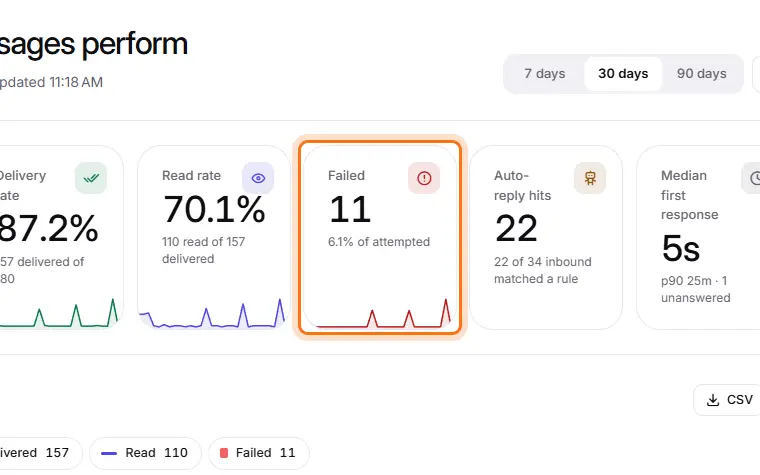 sages perform
pdated 11:18 AM
7 days
30 days
90 days
Delivery
ate
87.2%
57 delivered of
80
Read rate
70.1%
110 read of 157
delivered
Failed
11
6.1% of attempted
Auto-
reply hits
22
22 of 34 inbound
matched a rule
Median
first
response
5s
p90 25m · 1
unanswered
CSV
ivered 157
Read 110
Failed 11